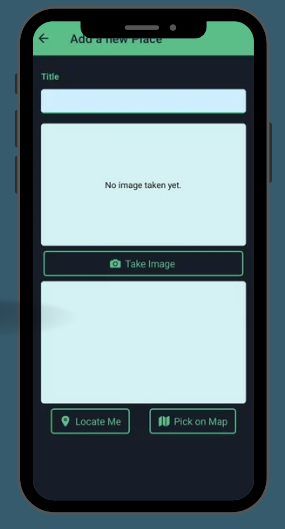 Add a new Place
Title
No image taken yet.
Take Image
Locate Me
Pick on Map